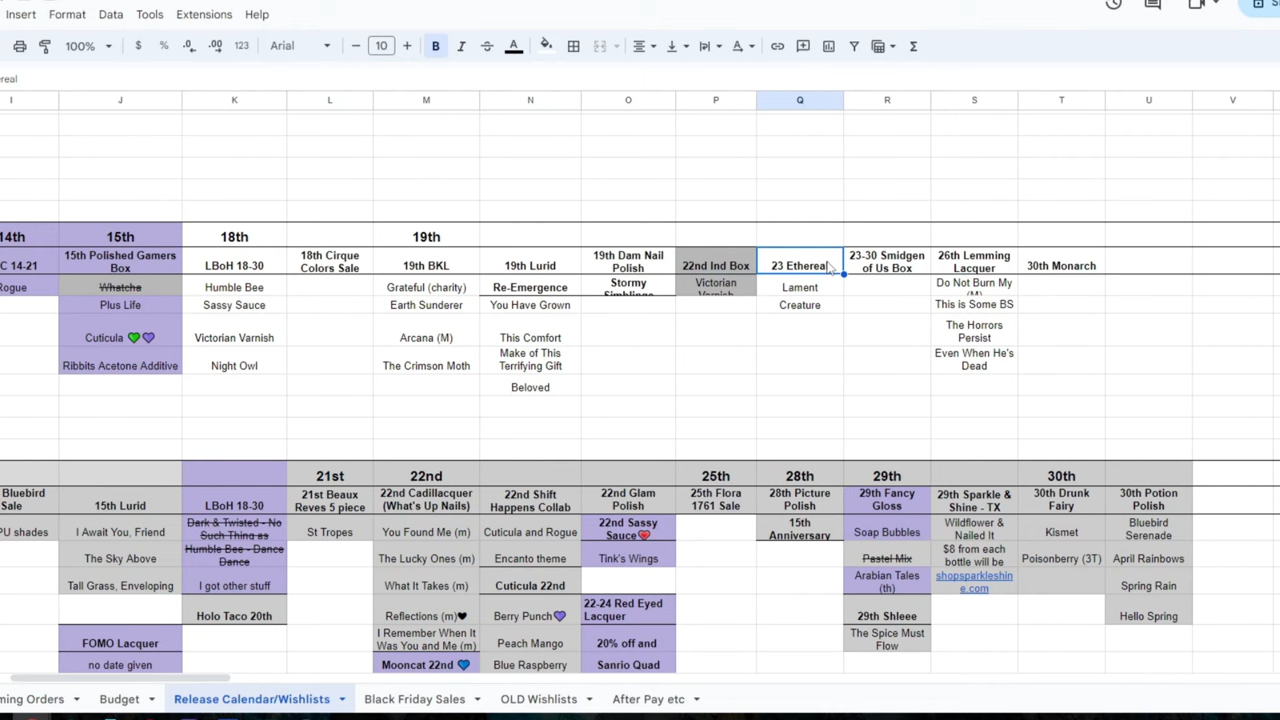 Insert Format Data Tools Extensions Help
100% $ % .0 .00 123 Arial 10 B I A
ereal
I J K L M N O P Q R S T U V
14th 15th 18th 19th
C 14-21
15th Polished Gamers
Box
LBoH 18-30
18th Cirque
Colors Sale
19th BKL
19th Lurid
19th Dam Nail
Polish
22nd Ind Box
23 Ethereal
23-30 Smidgen
of Us Box
26th Lemming
Lacquer
30th Monarch
Rogue
Whatcha
Humble Bee
Grateful (charity)
Re-Emergence
Stormy
Victorian
Lament
Do Not Burn My
(M)
Plus Life
Sassy Sauce
Earth Sunderer
You Have Grown
Creature
This is Some BS
Cuticula 💚💜
Victorian Varnish
Arcana (M)
This Comfort
The Horrors
Persist
Ribbits Acetone Additive
Night Owl
The Crimson Moth
Make of This
Terrifying Gift
Even When He's
Dead
Beloved
21st 22nd 25th 28th 29th 30th
Bluebird
Sale
15th Lurid
LBoH 18-30
21st Beaux
Reves 5 piece
22nd Cadillacquer
(What's Up Nails)
22nd Shift
Happens Collab
22nd Glam
Polish
25th Flora
1761 Sale
28th Picture
Polish
29th Fancy
Gloss
29th Sparkle &
Shine - TX
30th Drunk
Fairy
30th Potion
Polish
PU shades
I Await You, Friend
Dark & Twisted - No
Such Thing as
St Tropes
You Found Me (m)
Cuticula and Rogue
22nd Sassy
Sauce❤️
15th
Anniversary
Soap Bubbles
Wildflower &
Nailed It
Kismet
Bluebird
Serenade
The Sky Above
Humble Bee - Dance
Dance
The Lucky Ones (m)
Encanto theme
Tink's Wings
Pastel Mix
$8 from each
bottle will be
Poisonberry (3T)
April Rainbows
Tall Grass, Enveloping
I got other stuff
What It Takes (m)
Cuticula 22nd
Arabian Tales
(th)
shopsparkleshin
e.com
Spring Rain
Holo Taco 20th
Reflections (m)🖤
Berry Punch💜
22-24 Red Eyed
Lacquer
29th Shleee
Hello Spring
FOMO Lacquer
I Remember When It
Was You and Me (m)
Peach Mango
20% off and
The Spice Must
Flow
no date given
Mooncat 22nd 💙
Blue Raspberry
Sanrio Quad
ming Orders Budget Release Calendar/Wishlists Black Friday Sales OLD Wishlists After Pay etc